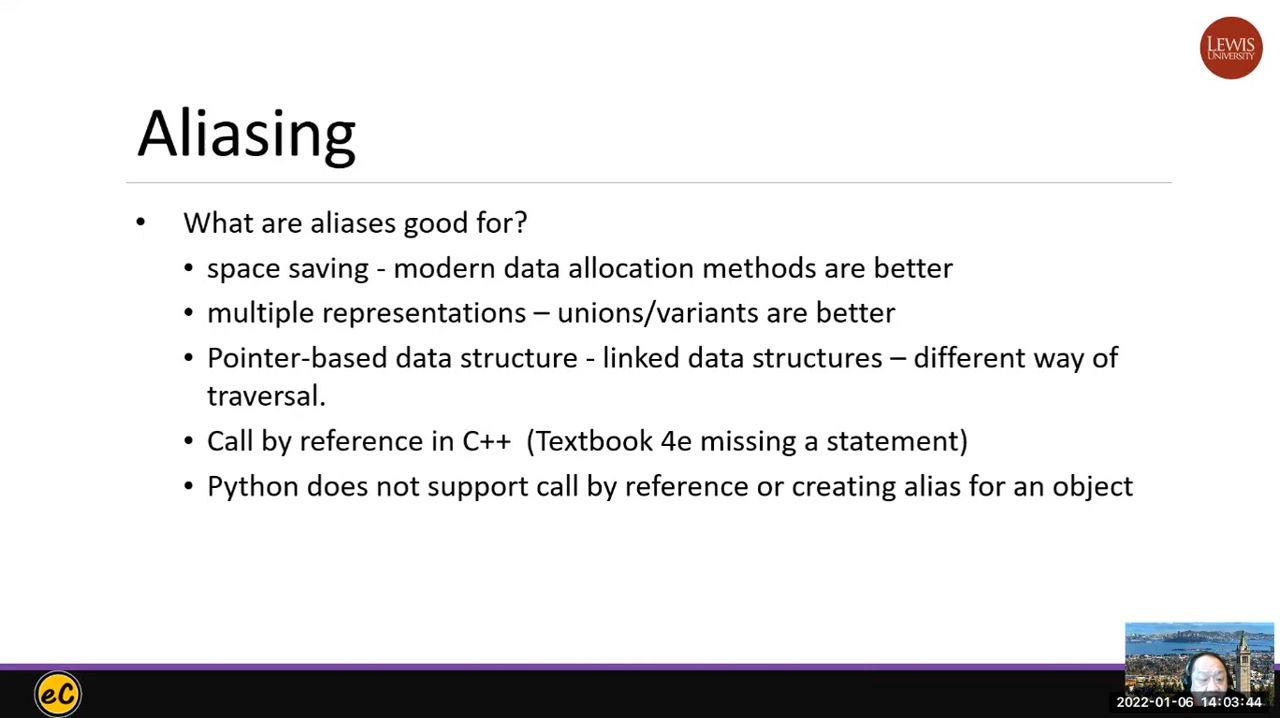 LEWIS
UNIVERSITY
Aliasing
• What are aliases good for?
• space saving - modern data allocation methods are better
• multiple representations – unions/variants are better
• Pointer-based data structure - linked data structures – different way of
traversal.
• Call by reference in C++ (Textbook 4e missing a statement)
• Python does not support call by reference or creating alias for an object
eC
2022-01-06 14:03:44